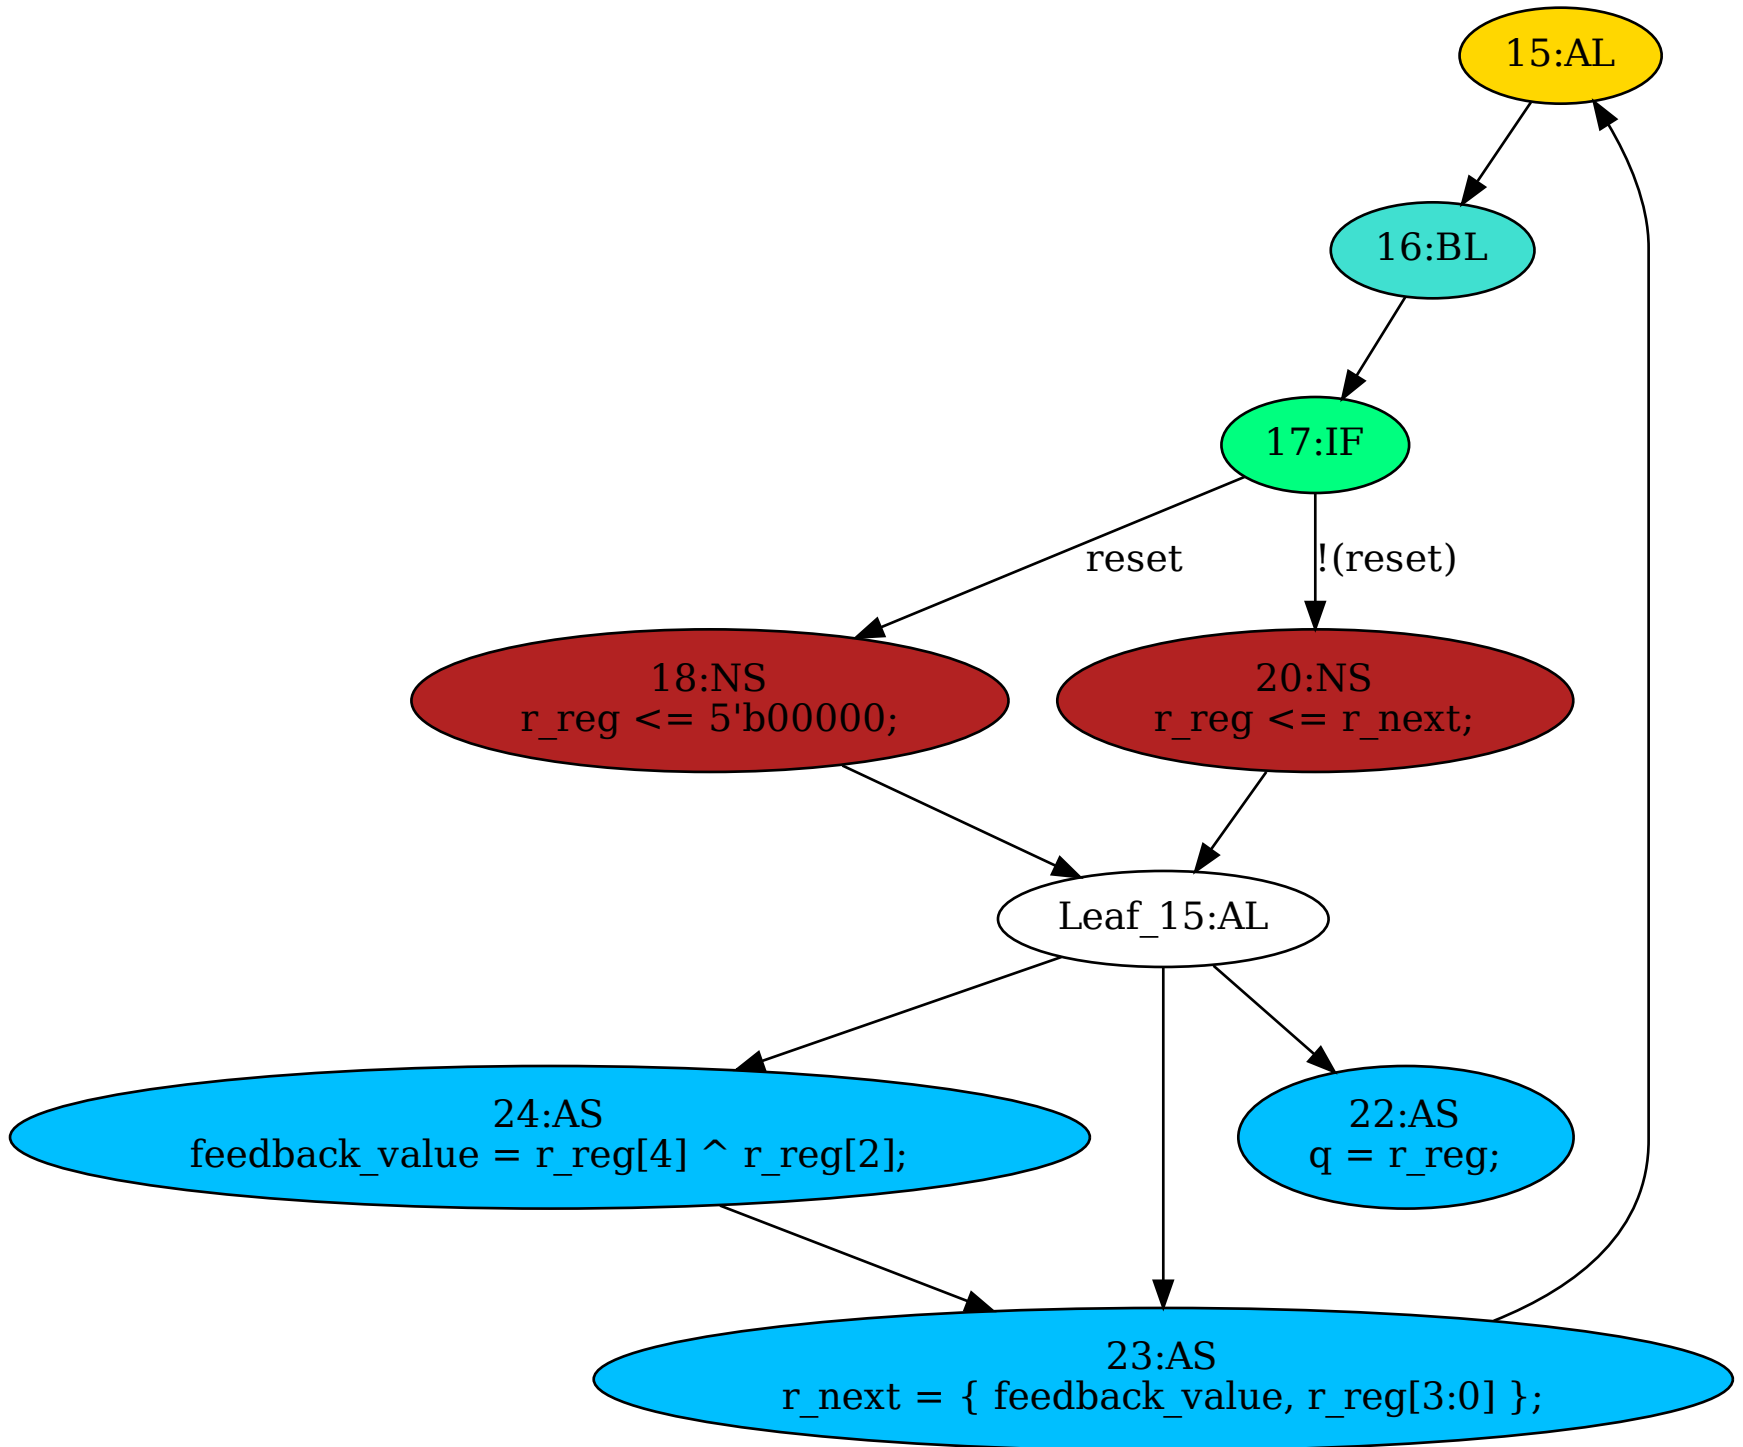 15:AL
16:BL
17:IF
reset
!(reset)
18:NS
r_reg <= 5'b00000;
20:NS
r_reg <= r_next;
Leaf_15:AL
24:AS
feedback_value = r_reg[4] ^ r_reg[2];
22:AS
q = r_reg;
23:AS
r_next = { feedback_value, r_reg[3:0] };